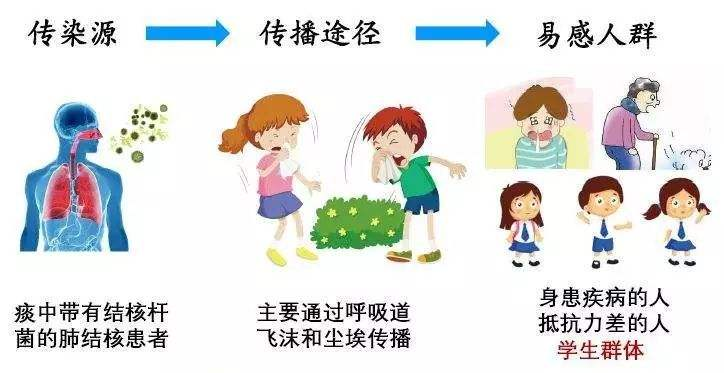 传染源
传播途径
易感人群
痰中带有结核杆
菌的肺结核患者
主要通过呼吸道
飞沫和尘埃传播
身患疾病的人
抵抗力差的人
学生群体